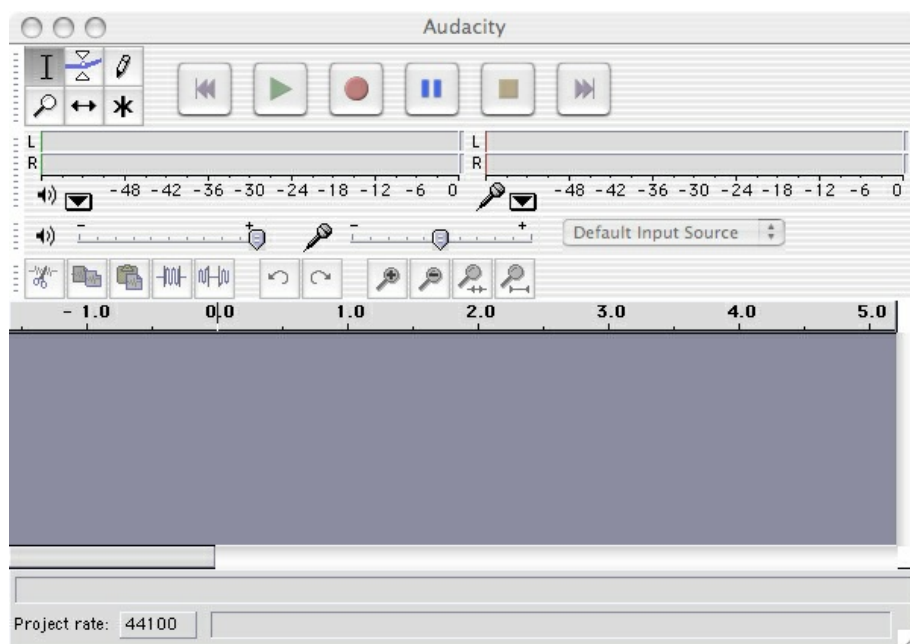 Audacity
L
R
-48 -42 -36 -30 -24 -18 -12 -6 0
L
R
-48 -42 -36 -30 -24 -18 -12 -6 0
- +
- +
Default Input Source
- 1.0 0.0 1.0 2.0 3.0 4.0 5.0
Project rate: 44100